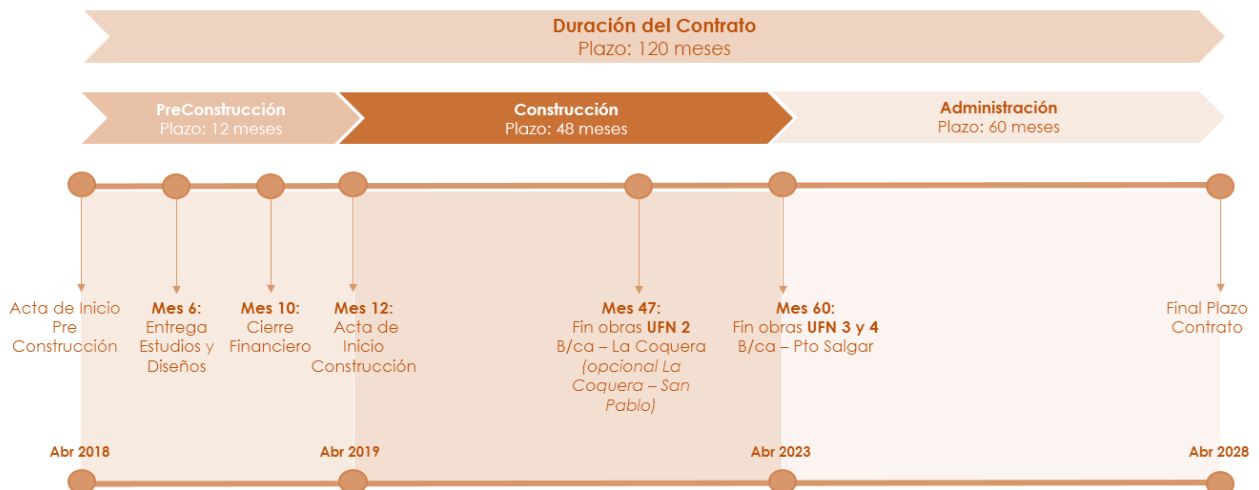 Duración del Contrato
Plazo: 120 meses
PreConstrucción
Plazo: 12 meses
Construcción
Plazo: 48 meses
Administración
Plazo: 60 meses
Acta de Inicio
Pre
Construcción
Mes 6:
Entrega
Estudios y
Diseños
Mes 10:
Cierre
Financiero
Mes 12:
Acta de
Inicio
Construcción
Mes 47:
Fin obras UFN 2
B/ca – La Coquera
(opcional La
Coquera – San
Pablo)
Mes 60:
Fin obras UFN 3 y 4
B/ca – Pto Salgar
Final Plazo
Contrato
Abr 2018
Abr 2019
Abr 2023
Abr 2028